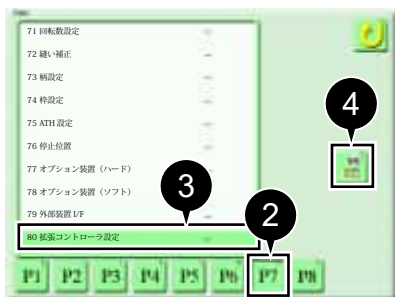 71 回転数設定
72 縫い補正
73 柄設定
74 枠設定
75 ATH 設定
76 停止位置
77 オプション装置（ハード）
78 オプション装置（ソフト）
79 外部装置 I/F
80 拡張コントローラ設定
4
3
2
P1 P2 P3 P4 P5 P6 P7 P8